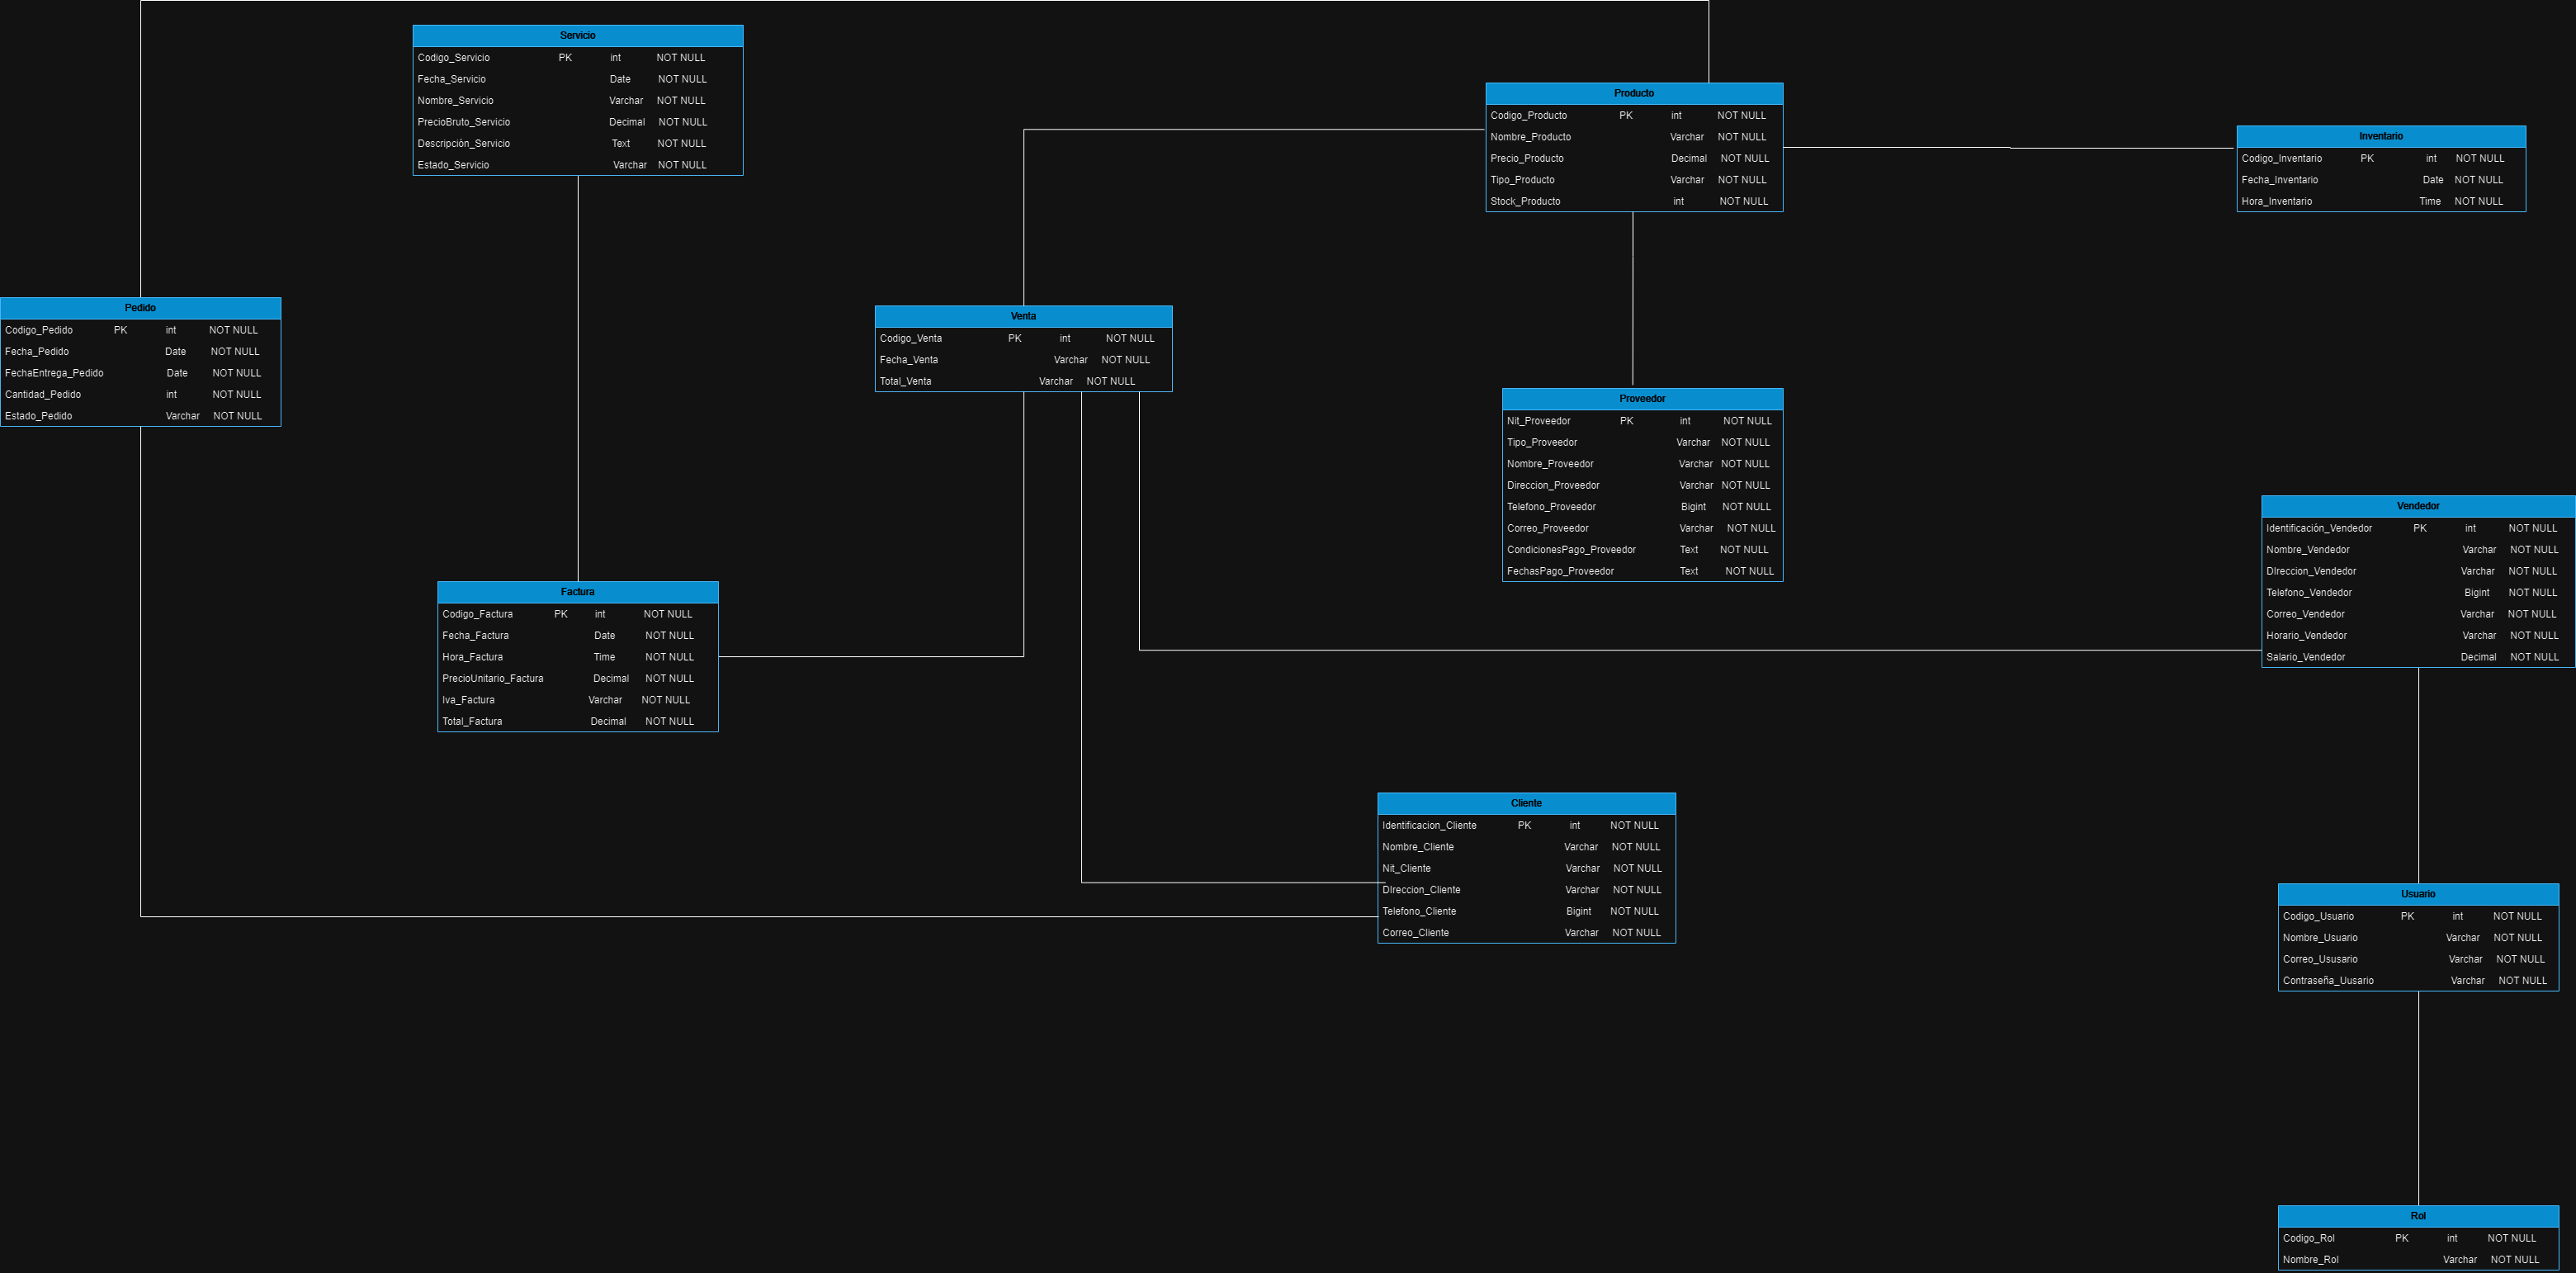 Servicio
Codigo_Servicio PK int NOT NULL
Fecha_Servicio Date NOT NULL
Nombre_Servicio Varchar NOT NULL
PrecioBruto_Servicio Decimal NOT NULL
Descripción_Servicio Text NOT NULL
Estado_Servicio Varchar NOT NULL
Producto
Codigo_Producto PK int NOT NULL
Nombre_Producto Varchar NOT NULL
Precio_Producto Decimal NOT NULL
Tipo_Producto Varchar NOT NULL
Stock_Producto int NOT NULL
Inventario
Codigo_Inventario PK int NOT NULL
Fecha_Inventario Date NOT NULL
Hora_Inventario Time NOT NULL
Pedido
Codigo_Pedido PK int NOT NULL
Fecha_Pedido Date NOT NULL
FechaEntrega_Pedido Date NOT NULL
Cantidad_Pedido int NOT NULL
Estado_Pedido Varchar NOT NULL
Venta
Codigo_Venta PK int NOT NULL
Fecha_Venta Varchar NOT NULL
Total_Venta Varchar NOT NULL
Proveedor
Nit_Proveedor PK int NOT NULL
Tipo_Proveedor Varchar NOT NULL
Nombre_Proveedor Varchar NOT NULL
Direccion_Proveedor Varchar NOT NULL
Telefono_Proveedor Bigint NOT NULL
Correo_Proveedor Varchar NOT NULL
CondicionesPago_Proveedor Text NOT NULL
FechasPago_Proveedor Text NOT NULL
Vendedor
Identificación_Vendedor PK int NOT NULL
Nombre_Vendedor Varchar NOT NULL
DIreccion_Vendedor Varchar NOT NULL
Telefono_Vendedor Bigint NOT NULL
Correo_Vendedor Varchar NOT NULL
Horario_Vendedor Varchar NOT NULL
Salario_Vendedor Decimal NOT NULL
Factura
Codigo_Factura PK int NOT NULL
Fecha_Factura Date NOT NULL
Hora_Factura Time NOT NULL
PrecioUnitario_Factura Decimal NOT NULL
Iva_Factura Varchar NOT NULL
Total_Factura Decimal NOT NULL
Cliente
Identificacion_Cliente PK int NOT NULL
Nombre_Cliente Varchar NOT NULL
Nit_Cliente Varchar NOT NULL
DIreccion_Cliente Varchar NOT NULL
Telefono_Cliente Bigint NOT NULL
Correo_Cliente Varchar NOT NULL
Usuario
Codigo_Usuario PK int NOT NULL
Nombre_Usuario Varchar NOT NULL
Correo_Ususario Varchar NOT NULL
Contraseña_Uusario Varchar NOT NULL
Rol
Codigo_Rol PK int NOT NULL
Nombre_Rol Varchar NOT NULL